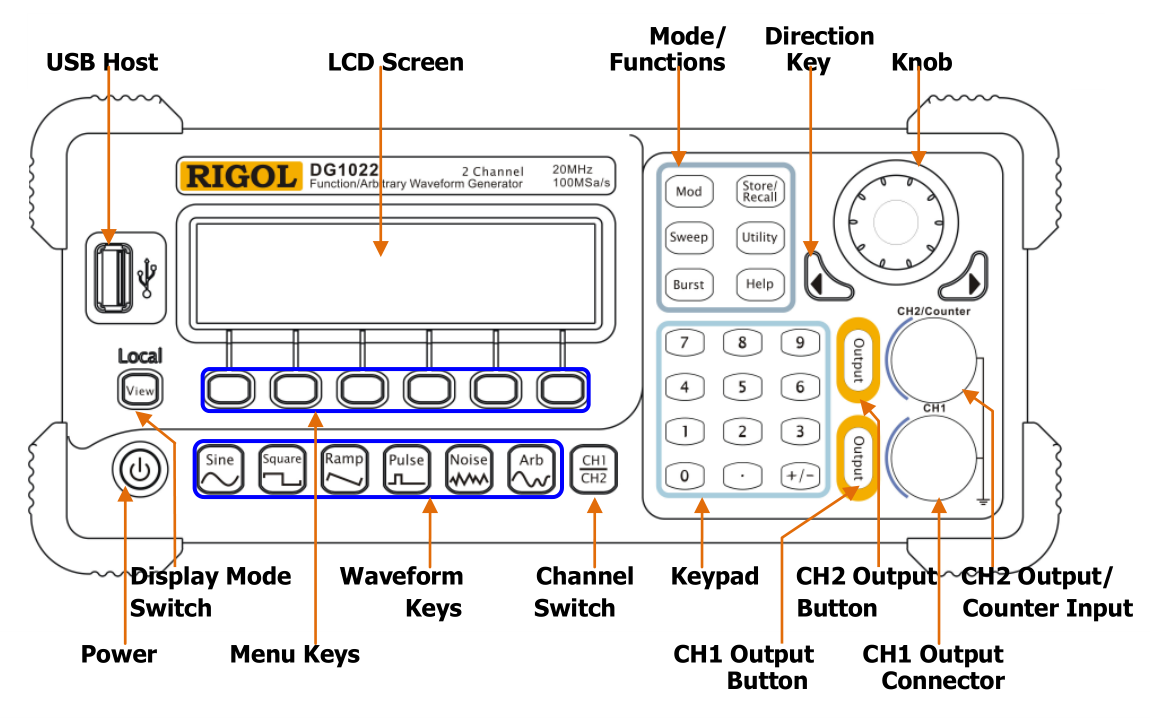 Mode/
Functions
Direction
Key
USB Host
LCD Screen
Knob
RIGOL
DG1022
2 Channel
20MHz
Function/Arbitrary Waveform Generator
100MSa/s
Mod
Store/
Recall
Sweep
Utility
Burst
Help
CH2/Counter
Local
View
7
8
9
4
5
6
1
2
3
0
.
+/−
Output
CH1
Output
Sine
Square
Ramp
Pulse
Noise
Arb
CH1
CH2
Display Mode
Switch
Waveform
Keys
Channel
Switch
Keypad
CH2 Output
Button
CH2 Output/
Counter Input
Power
Menu Keys
CH1 Output
Button
CH1 Output
Connector